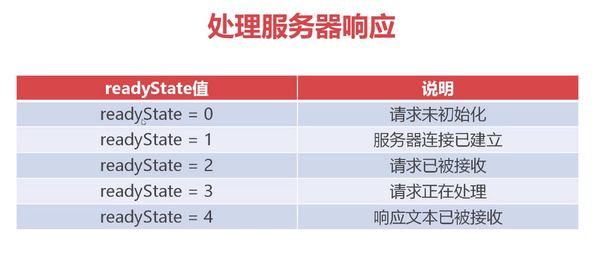 处理服务器响应
readyState值 说明
readyState = 0 请求未初始化
readyState = 1 服务器连接已建立
readyState = 2 请求已被接收
readyState = 3 请求正在处理
readyState = 4 响应文本已被接收